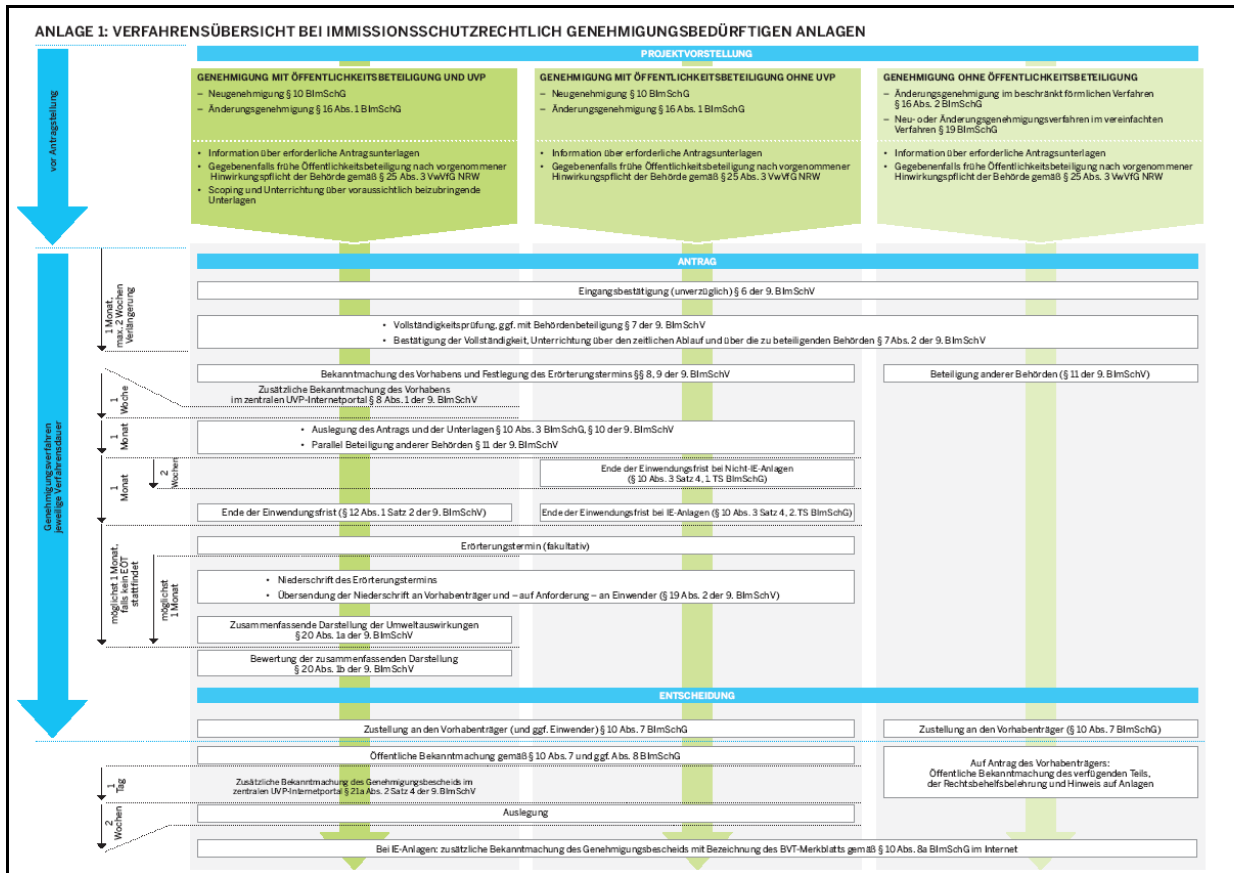 ANLAGE 1: VERFAHRENSÜBERSICHT BEI IMMISSIONSSCHUTZRECHTLICH GENEHMIGUNGSBEDÜRFTIGEN ANLAGEN
PROJEKTVORSTELLUNG
vor Antragstellung
GENEHMIGUNG MIT ÖFFENTLICHKEITSBETEILIGUNG UND UVP
– Neugenehmigung § 10 BImSchG
– Änderungsgenehmigung § 16 Abs. 1 BImSchG
• Information über erforderliche Antragsunterlagen
• Gegebenenfalls frühe Öffentlichkeitsbeteiligung nach vorgenommener
Hinwirkungspflicht der Behörde gemäß § 25 Abs. 3 VwVfG NRW
• Scoping und Unterrichtung über voraussichtlich beizubringende
Unterlagen
GENEHMIGUNG MIT ÖFFENTLICHKEITSBETEILIGUNG OHNE UVP
– Neugenehmigung § 10 BImSchG
– Änderungsgenehmigung § 16 Abs. 1 BImSchG
• Information über erforderliche Antragsunterlagen
• Gegebenenfalls frühe Öffentlichkeitsbeteiligung nach vorgenommener
Hinwirkungspflicht der Behörde gemäß § 25 Abs. 3 VwVfG NRW
GENEHMIGUNG OHNE ÖFFENTLICHKEITSBETEILIGUNG
– Änderungsgenehmigung im beschränkt förmlichen Verfahren
§ 16 Abs. 2 BImSchG
– Neu- oder Änderungsgenehmigungsverfahren im vereinfachten
Verfahren § 19 BImSchG
• Information über erforderliche Antragsunterlagen
• Gegebenenfalls frühe Öffentlichkeitsbeteiligung nach vorgenommener
Hinwirkungspflicht der Behörde gemäß § 25 Abs. 3 VwVfG NRW
Genehmigungsverfahren
jeweilige Verfahrensdauer
ANTRAG
1 Monat,
max. 2 Wochen
Verlängerung
Eingangsbestätigung (unverzüglich) § 6 der 9. BImSchV
• Vollständigkeitsprüfung, ggf. mit Behördenbeteiligung § 7 der 9. BImSchV
• Bestätigung der Vollständigkeit, Unterrichtung über den zeitlichen Ablauf und über die zu beteiligenden Behörden § 7 Abs. 2 der 9. BImSchV
Bekanntmachung des Vorhabens und Festlegung des Erörterungstermins §§ 8, 9 der 9. BImSchV
Beteiligung anderer Behörden (§ 11 der 9. BImSchV)
1
Woche
Zusätzliche Bekanntmachung des Vorhabens
im zentralen UVP-Internetportal § 8 Abs. 1 der 9. BImSchV
1
Monat
• Auslegung des Antrags und der Unterlagen § 10 Abs. 3 BImSchG, § 10 der 9. BImSchV
• Parallel Beteiligung anderer Behörden § 11 der 9. BImSchV
1
Monat
2
Wochen
Ende der Einwendungsfrist bei Nicht-IE-Anlagen
(§ 10 Abs. 3 Satz 4, 1. TS BImSchG)
Ende der Einwendungsfrist (§ 12 Abs. 1 Satz 2 der 9. BImSchV)
Ende der Einwendungsfrist bei IE-Anlagen (§ 10 Abs. 3 Satz 4, 2. TS BImSchG)
möglichst 1 Monat,
falls kein EÖT
stattfindet
möglichst
1 Monat
Erörterungstermin (fakultativ)
• Niederschrift des Erörterungstermins
• Übersendung der Niederschrift an Vorhabenträger und – auf Anforderung – an Einwender (§ 19 Abs. 2 der 9. BImSchV)
Zusammenfassende Darstellung der Umweltauswirkungen
§ 20 Abs. 1a der 9. BImSchV
Bewertung der zusammenfassenden Darstellung
§ 20 Abs. 1b der 9. BImSchV
ENTSCHEIDUNG
Zustellung an den Vorhabenträger (und ggf. Einwender) § 10 Abs. 7 BImSchG
Zustellung an den Vorhabenträger (§ 10 Abs. 7 BImSchG)
Öffentliche Bekanntmachung gemäß § 10 Abs. 7 und ggf. Abs. 8 BImSchG
Auf Antrag des Vorhabenträgers:
Öffentliche Bekanntmachung des verfügenden Teils,
der Rechtsbehelfsbelehrung und Hinweis auf Anlagen
1
Tag
Zusätzliche Bekanntmachung des Genehmigungsbescheids im
zentralen UVP-Internetportal § 21a Abs. 2 Satz 4 der 9. BImSchV
2
Wochen
Auslegung
Bei IE-Anlagen: zusätzliche Bekanntmachung des Genehmigungsbescheids mit Bezeichnung des BVT-Merkblatts gemäß § 10 Abs. 8a BImSchG im Internet